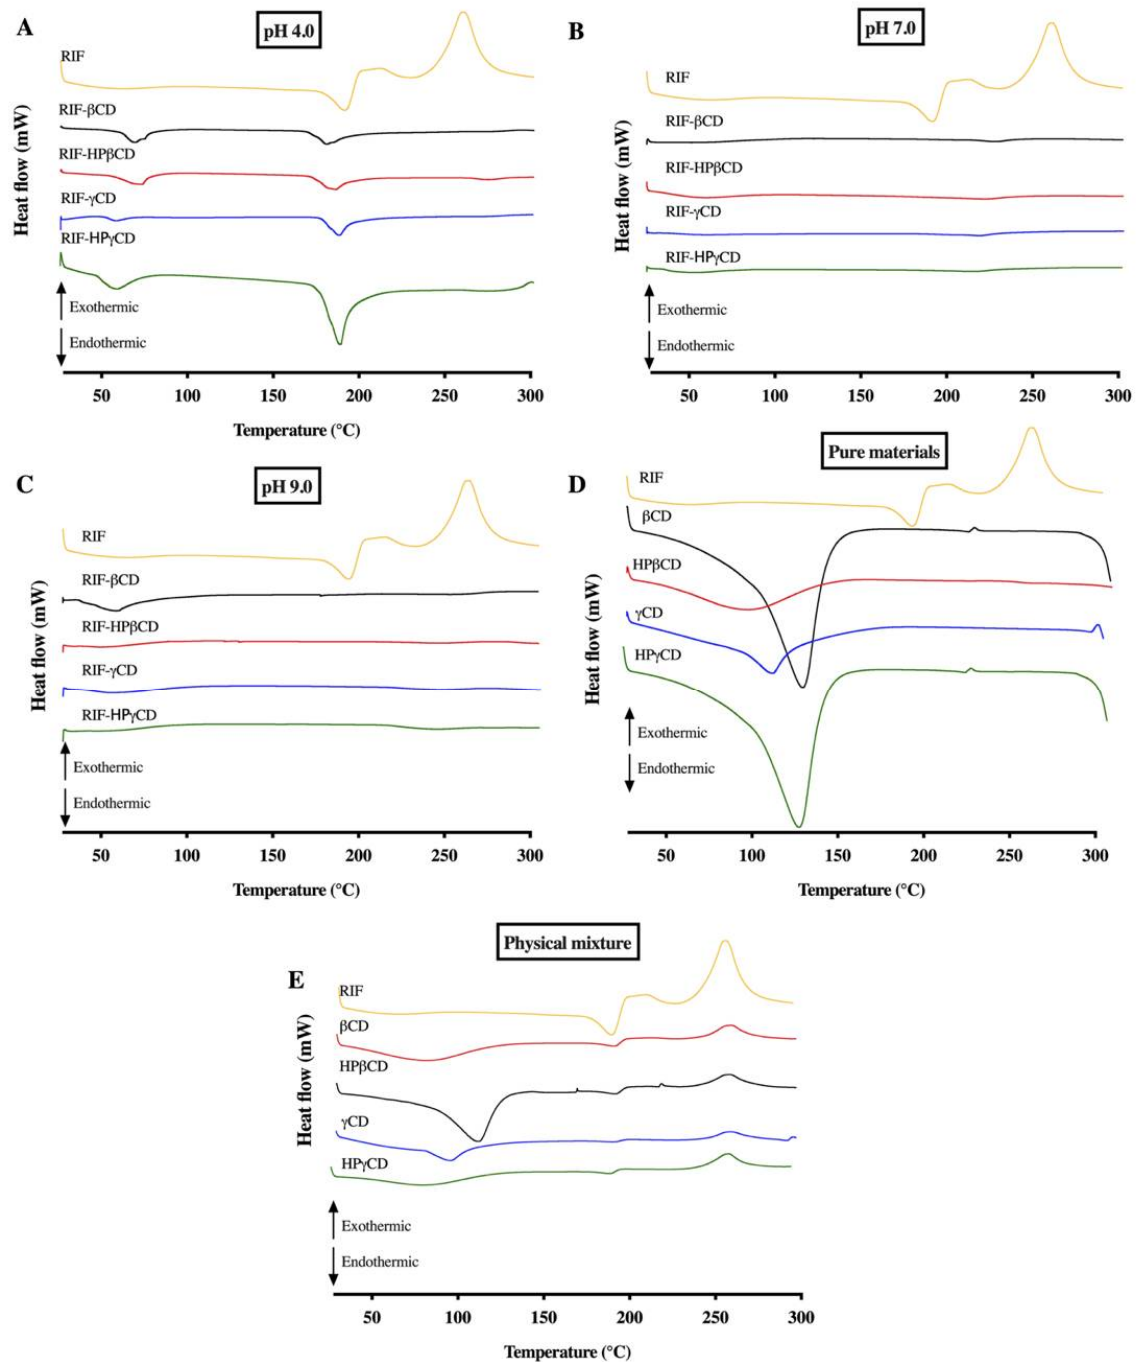 A
pH 4.0
RIF
RIF-βCD
RIF-HPβCD
RIF-γCD
RIF-HPγCD
Heat flow (mW)
Exothermic
Endothermic
50 100 150 200 250 300
Temperature (°C)
B
pH 7.0
RIF
RIF-βCD
RIF-HPβCD
RIF-γCD
RIF-HPγCD
Heat flow (mW)
Exothermic
Endothermic
50 100 150 200 250 300
Temperature (°C)
C
pH 9.0
RIF
RIF-βCD
RIF-HPβCD
RIF-γCD
RIF-HPγCD
Heat flow (mW)
Exothermic
Endothermic
50 100 150 200 250 300
Temperature (°C)
D
Pure materials
RIF
βCD
HPβCD
γCD
HPγCD
Heat flow (mW)
Exothermic
Endothermic
50 100 150 200 250 300
Temperature (°C)
E
Physical mixture
RIF
βCD
HPβCD
γCD
HPγCD
Heat flow (mW)
Exothermic
Endothermic
50 100 150 200 250 300
Temperature (°C)